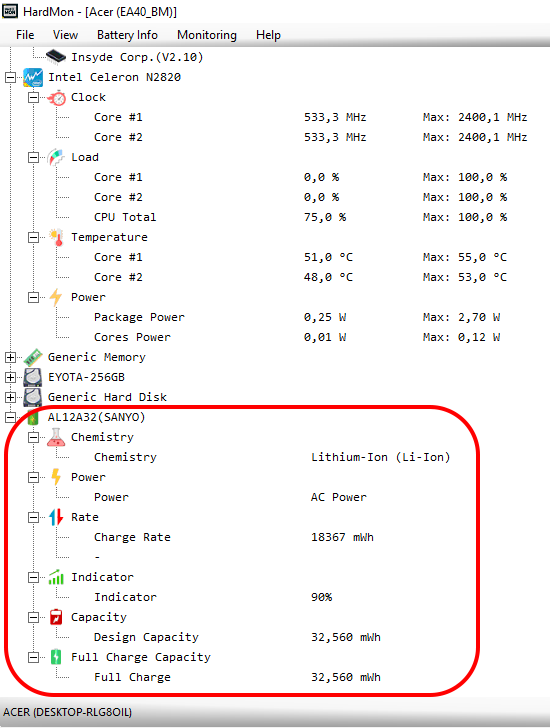 HardMon - [Acer (EA40_BM)]
File View Battery Info Monitoring Help
Insyde Corp.(V2.10)
Intel Celeron N2820
Clock
Core #1 533,3 MHz Max: 2400,1 MHz
Core #2 533,3 MHz Max: 2400,1 MHz
Load
Core #1 0,0 % Max: 100,0 %
Core #2 0,0 % Max: 100,0 %
CPU Total 75,0 % Max: 100,0 %
Temperature
Core #1 51,0 °C Max: 55,0 °C
Core #2 48,0 °C Max: 53,0 °C
Power
Package Power 0,25 W Max: 2,70 W
Cores Power 0,01 W Max: 0,12 W
Generic Memory
EYOTA-256GB
Generic Hard Disk
AL12A32(SANYO)
Chemistry
Chemistry Lithium-Ion (Li-Ion)
Power
Power AC Power
Rate
Charge Rate 18367 mWh
-
Indicator
Indicator 90%
Capacity
Design Capacity 32,560 mWh
Full Charge Capacity
Full Charge 32,560 mWh
ACER (DESKTOP-RLG8OIL)